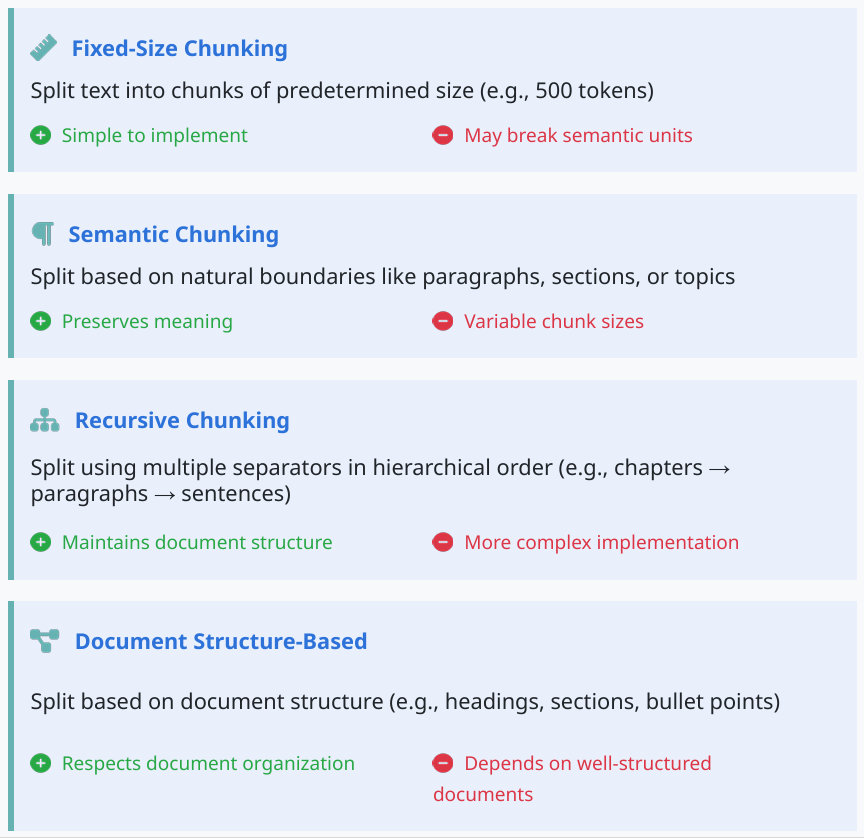 Fixed-Size Chunking
Split text into chunks of predetermined size (e.g., 500 tokens)
Simple to implement
May break semantic units
Semantic Chunking
Split based on natural boundaries like paragraphs, sections, or topics
Preserves meaning
Variable chunk sizes
Recursive Chunking
Split using multiple separators in hierarchical order (e.g., chapters →
paragraphs → sentences)
Maintains document structure
More complex implementation
Document Structure-Based
Split based on document structure (e.g., headings, sections, bullet points)
Respects document organization
Depends on well-structured
documents